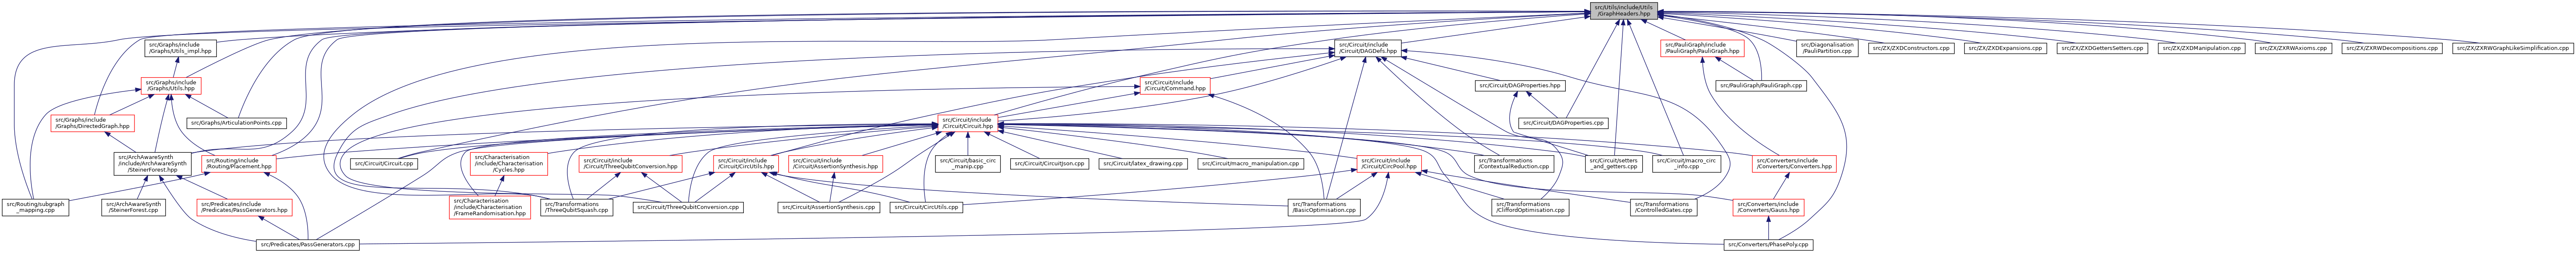 src/Utils/include/Utils
/GraphHeaders.hpp
src/Graphs/include
/Graphs/Utils_impl.hpp
src/Circuit/include
/Circuit/DAGDefs.hpp
src/PauliGraph/include
/PauliGraph/PauliGraph.hpp
src/Diagonalisation
/PauliPartition.cpp
src/ZX/ZXDConstructors.cpp
src/ZX/ZXDExpansions.cpp
src/ZX/ZXDGettersSetters.cpp
src/ZX/ZXDManipulation.cpp
src/ZX/ZXRWAxioms.cpp
src/ZX/ZXRWDecompositions.cpp
src/ZX/ZXRWGraphLikeSimplification.cpp
src/Graphs/include
/Graphs/Utils.hpp
src/Circuit/include
/Circuit/Command.hpp
src/Circuit/DAGProperties.hpp
src/PauliGraph/PauliGraph.cpp
src/Graphs/include
/Graphs/DirectedGraph.hpp
src/Graphs/ArticulationPoints.cpp
src/Circuit/include
/Circuit/Circuit.hpp
src/Circuit/DAGProperties.cpp
src/ArchAwareSynth
/include/ArchAwareSynth
/SteinerForest.hpp
src/Routing/include
/Routing/Placement.hpp
src/Circuit/Circuit.cpp
src/Characterisation
/include/Characterisation
/Cycles.hpp
src/Circuit/include
/Circuit/ThreeQubitConversion.hpp
src/Circuit/include
/Circuit/CircUtils.hpp
src/Circuit/include
/Circuit/AssertionSynthesis.hpp
src/Circuit/basic_circ
_manip.cpp
src/Circuit/CircuitJson.cpp
src/Circuit/latex_drawing.cpp
src/Circuit/macro_manipulation.cpp
src/Circuit/include
/Circuit/CircPool.hpp
src/Transformations
/ContextualReduction.cpp
src/Circuit/setters
_and_getters.cpp
src/Circuit/macro_circ
_info.cpp
src/Converters/include
/Converters/Converters.hpp
src/Routing/subgraph
_mapping.cpp
src/ArchAwareSynth
/SteinerForest.cpp
src/Predicates/include
/Predicates/PassGenerators.hpp
src/Characterisation
/include/Characterisation
/FrameRandomisation.hpp
src/Transformations
/ThreeQubitSquash.cpp
src/Circuit/ThreeQubitConversion.cpp
src/Circuit/AssertionSynthesis.cpp
src/Circuit/CircUtils.cpp
src/Transformations
/BasicOptimisation.cpp
src/Transformations
/CliffordOptimisation.cpp
src/Transformations
/ControlledGates.cpp
src/Converters/include
/Converters/Gauss.hpp
src/Predicates/PassGenerators.cpp
src/Converters/PhasePoly.cpp